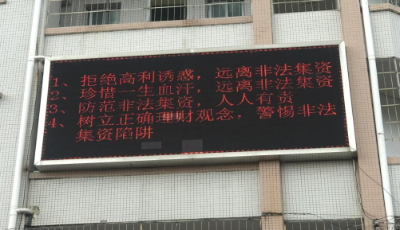 1、拒绝高利诱惑，远离非法集资
2、珍惜一生血汗，远离非法集资
3、防范非法集资，人人有责
4、树立正确理财观念，警惕非法
集资陷阱